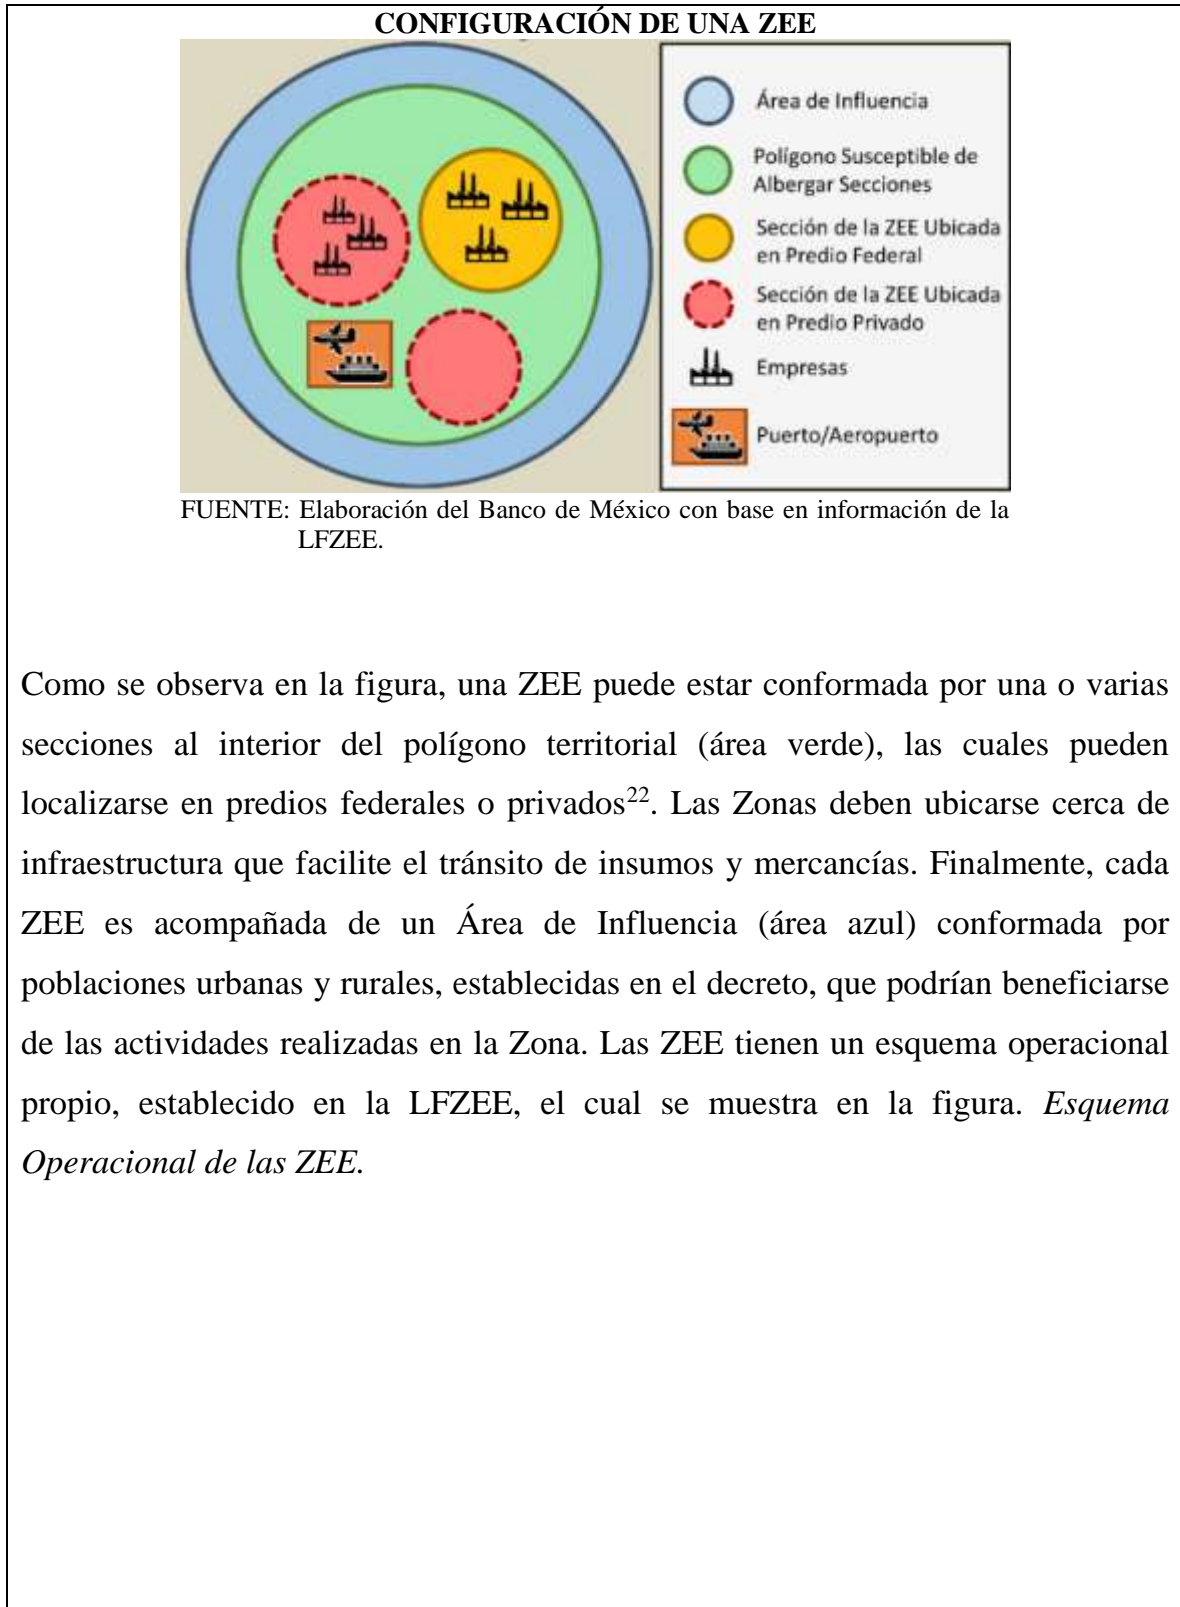 CONFIGURACIÓN DE UNA ZEE
Área de Influencia
Polígono Susceptible de
Albergar Secciones
Sección de la ZEE Ubicada
en Predio Federal
Sección de la ZEE Ubicada
en Predio Privado
Empresas
Puerto/Aeropuerto
FUENTE: Elaboración del Banco de México con base en información de la
LFZEE.
Como se observa en la figura, una ZEE puede estar conformada por una o varias
secciones al interior del polígono territorial (área verde), las cuales pueden
localizarse en predios federales o privados22. Las Zonas deben ubicarse cerca de
infraestructura que facilite el tránsito de insumos y mercancías. Finalmente, cada
ZEE es acompañada de un Área de Influencia (área azul) conformada por
poblaciones urbanas y rurales, establecidas en el decreto, que podrían beneficiarse
de las actividades realizadas en la Zona. Las ZEE tienen un esquema operacional
propio, establecido en la LFZEE, el cual se muestra en la figura. Esquema
Operacional de las ZEE.